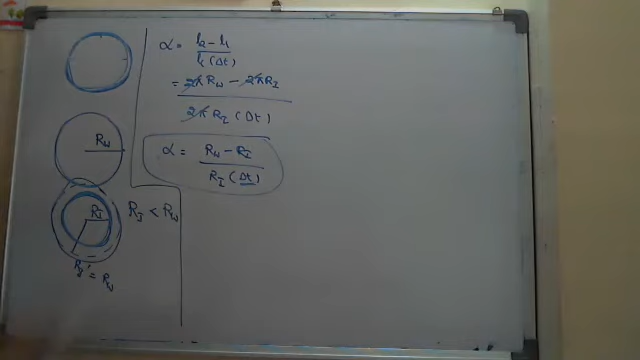 α = l₂ - l₁ / l₁ (Δt)
= 2π R_W - 2π R_I / 2π R_I (Δt)
α = R_W - R_I / R_I (Δt)
R_W
R_I
R_I < R_W
R_I' = R_W